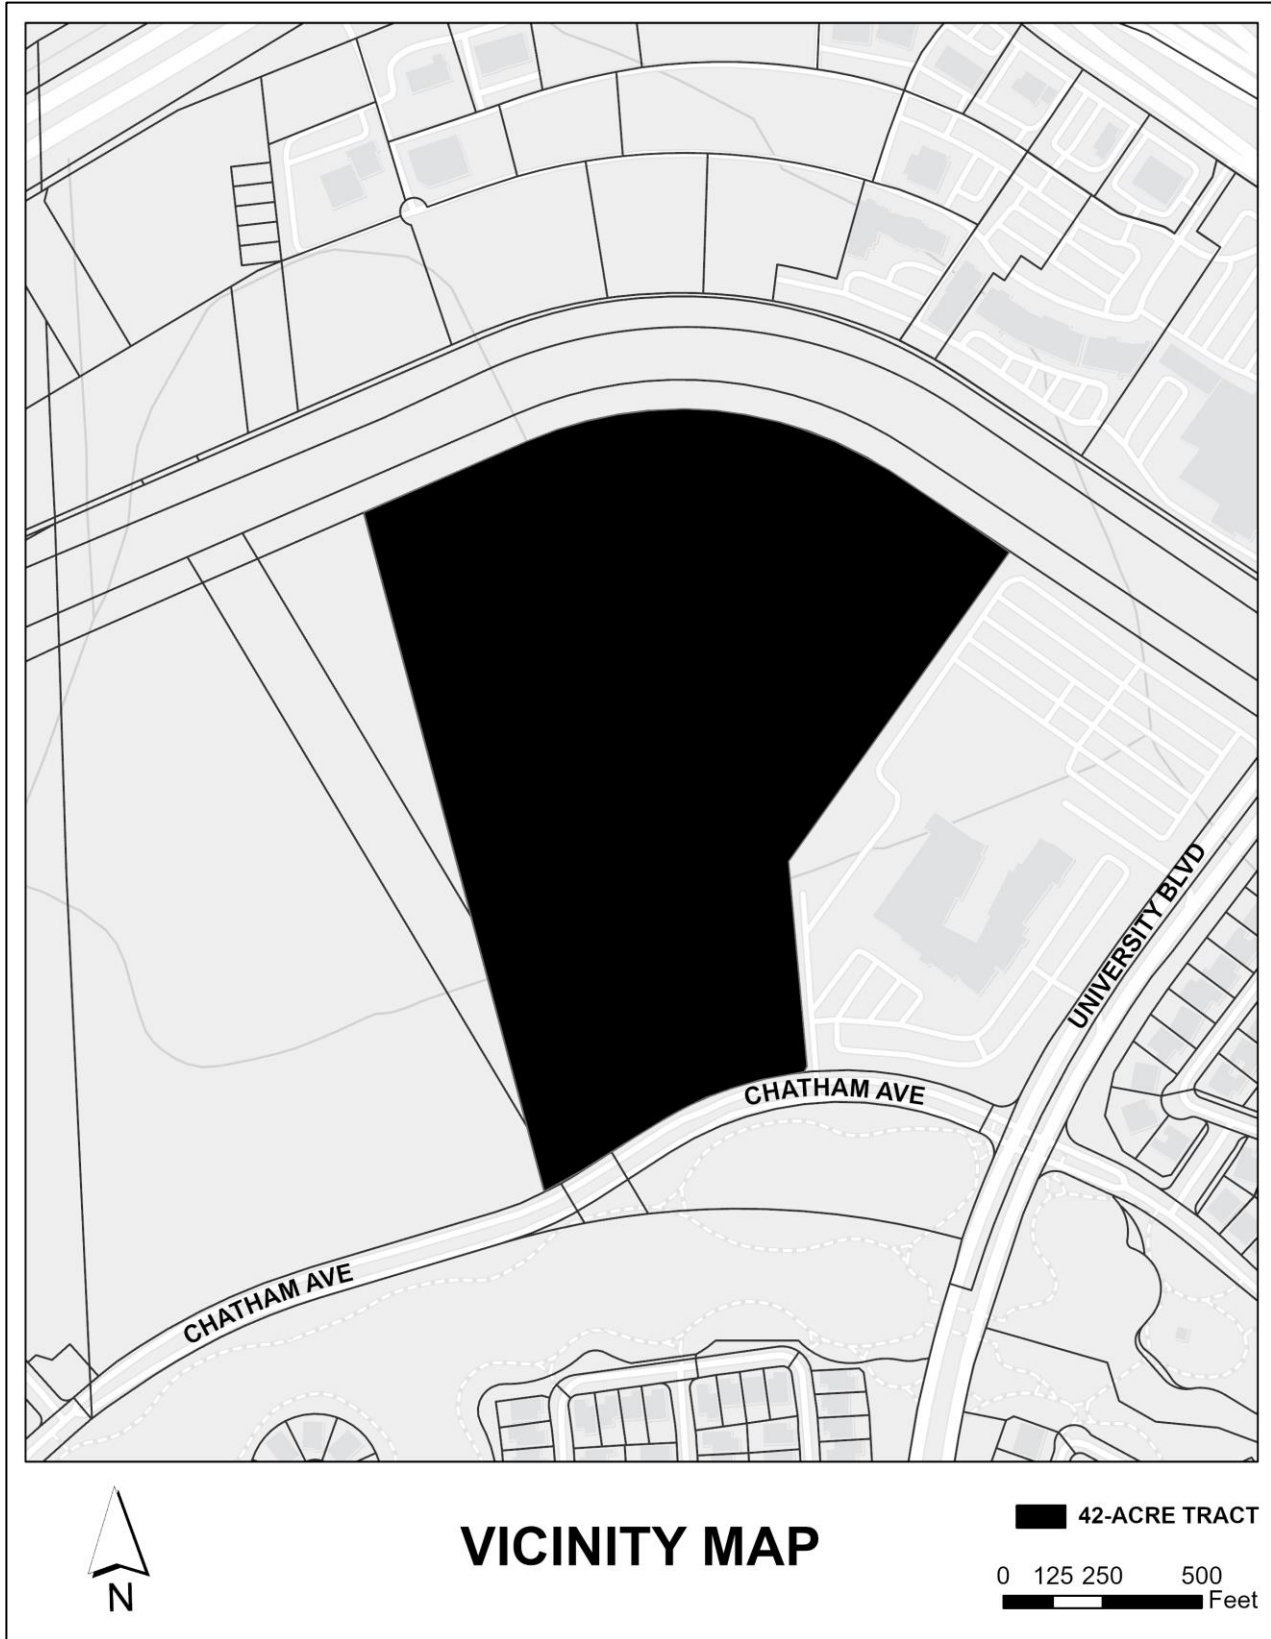 UNIVERSITY BLVD
CHATHAM AVE
CHATHAM AVE
N
VICINITY MAP
42-ACRE TRACT
0 125 250 500
Feet